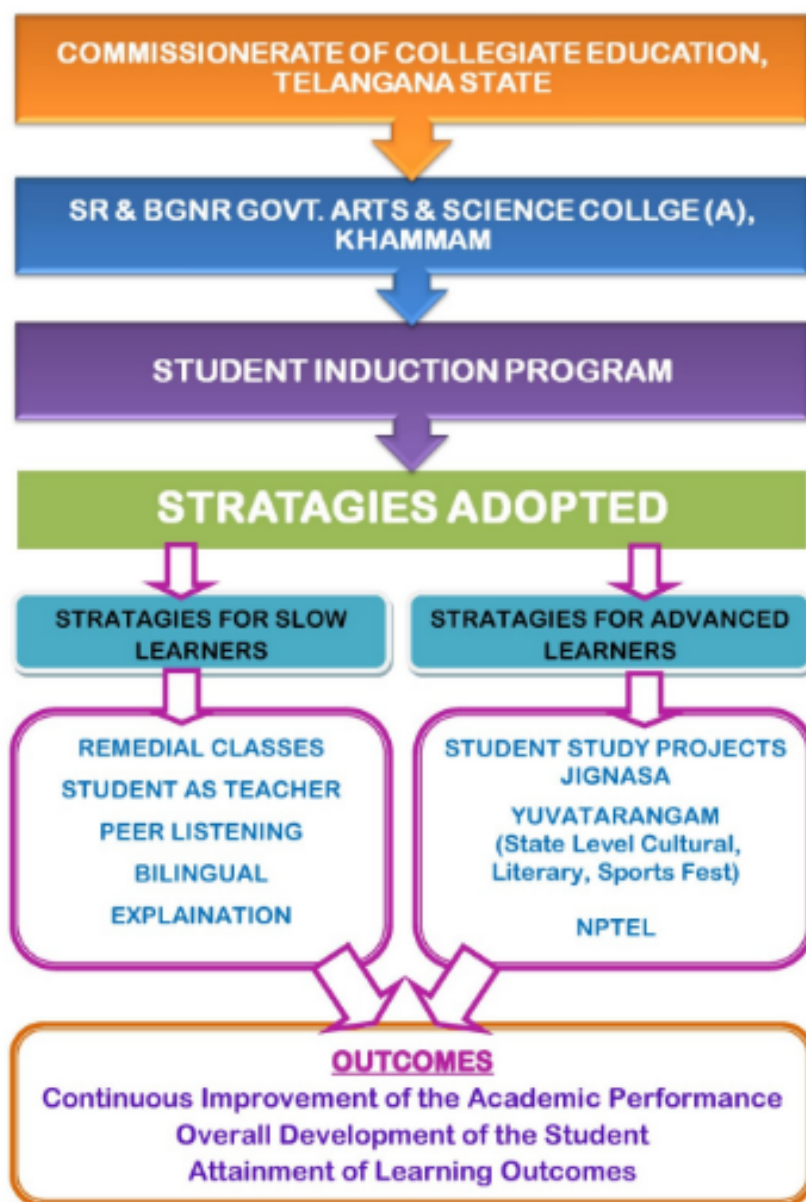 COMMISSIONERATE OF COLLEGIATE EDUCATION,
TELANGANA STATE
SR & BGNR GOVT. ARTS & SCIENCE COLLGE (A),
KHAMMAM
STUDENT INDUCTION PROGRAM
STRATAGIES ADOPTED
STRATAGIES FOR SLOW
LEARNERS
REMEDIAL CLASSES
STUDENT AS TEACHER
PEER LISTENING
BILINGUAL
EXPLAINATION
STRATAGIES FOR ADVANCED
LEARNERS
STUDENT STUDY PROJECTS
JIGNASA
YUVATARANGAM
(State Level Cultural,
Literary, Sports Fest)
NPTEL
OUTCOMES
Continuous Improvement of the Academic Performance
Overall Development of the Student
Attainment of Learning Outcomes